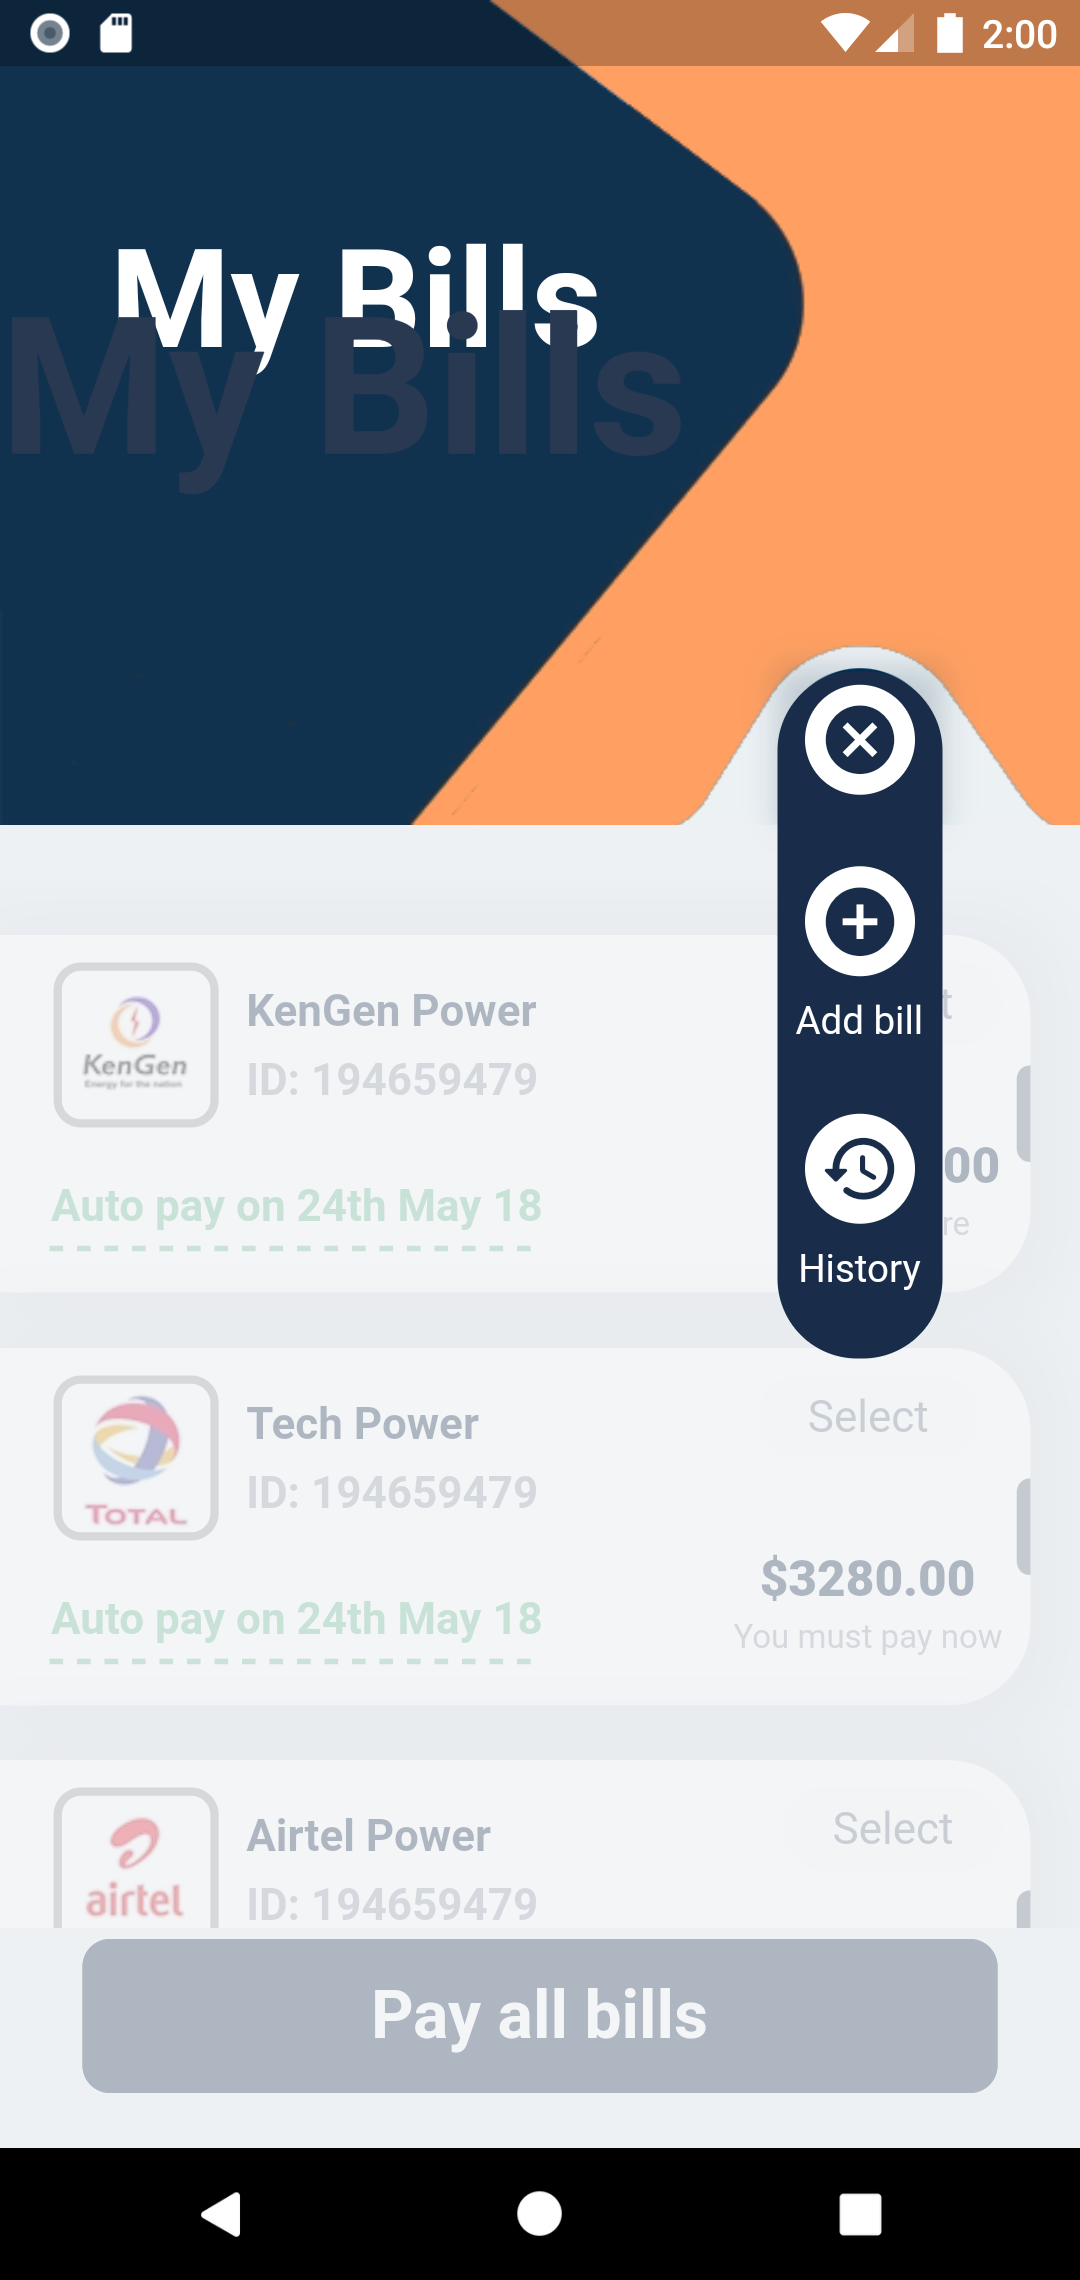 2:00
My Bills
My Bills
KenGen
Energy for the nation
KenGen Power
ID: 194659479
Auto pay on 24th May 18
t
00
re
Add bill
History
TOTAL
Tech Power
ID: 194659479
Auto pay on 24th May 18
Select
$3280.00
You must pay now
airtel
Airtel Power
ID: 194659479
Select
Pay all bills